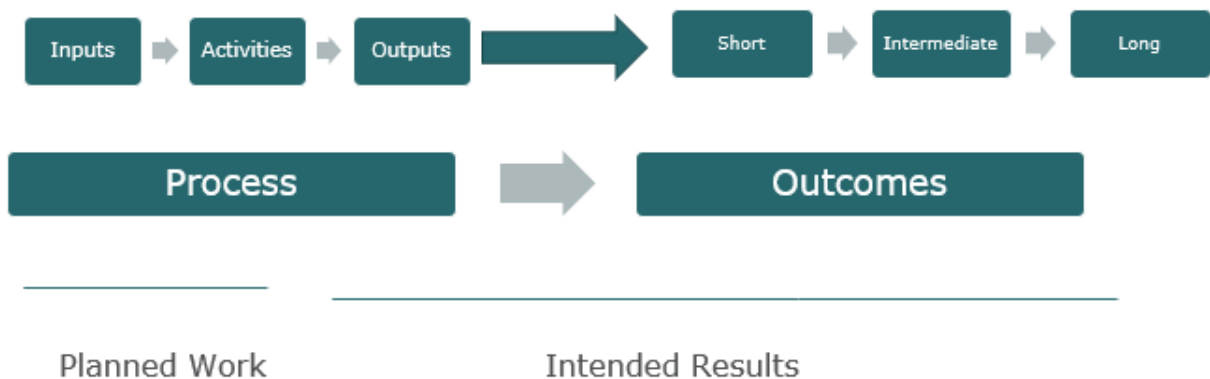 Inputs Activities Outputs Short Intermediate Long
Process Outcomes
Planned Work Intended Results